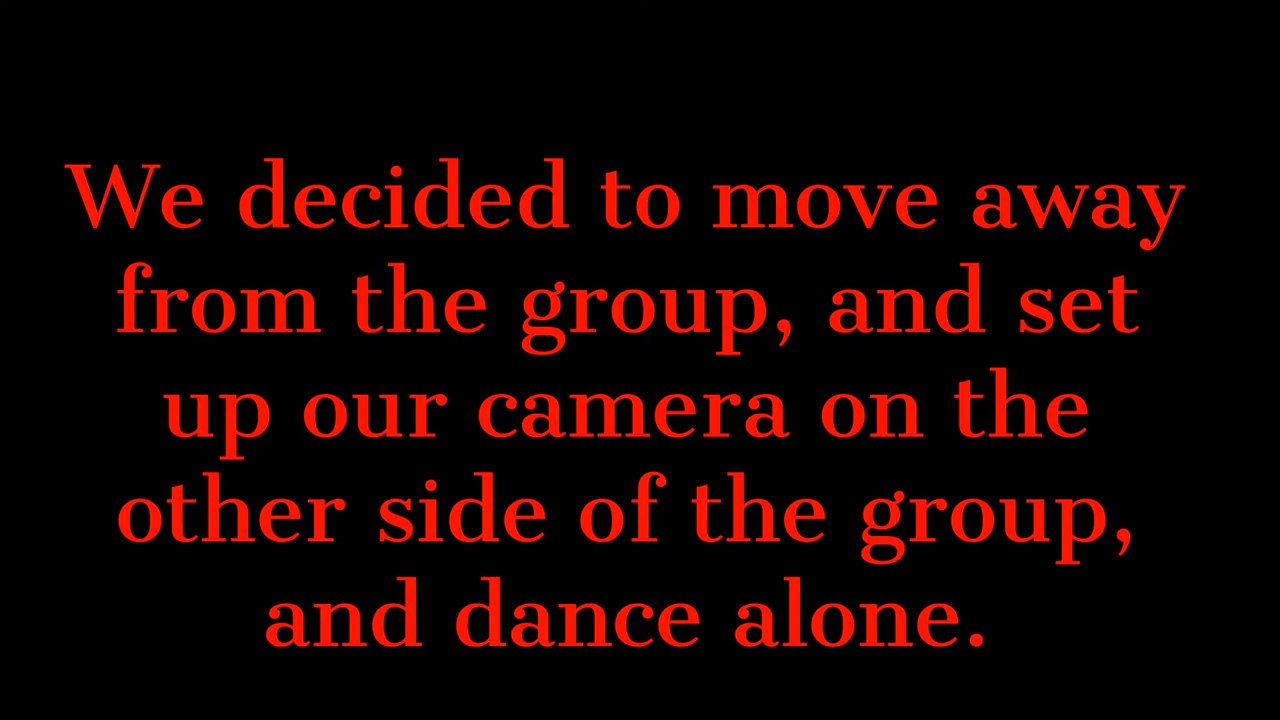 We decided to move away
from the group, and set
up our camera on the
other side of the group,
and dance alone.